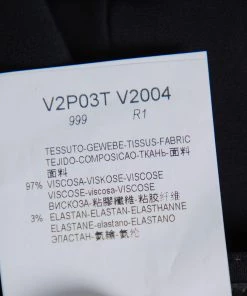 V2P03T V2004
999 R1
TESSUTO-GEWEBE-TISSUS-FABRIC
TEJIDO-COMPOSICAO-ТКАНЬ-面料
面料
97% VISCOSA-VISKOSE-VISCOSE
VISCOSE-viscosa-VISCOSE
ВИСКОЗА-粘膠纖維-粘胶纤维
3% ELASTAN-ELASTAN-ELASTHANNE
ELASTANE-elastano-ELASTANO
ЭЛАСТАН-氨綸-氨纶